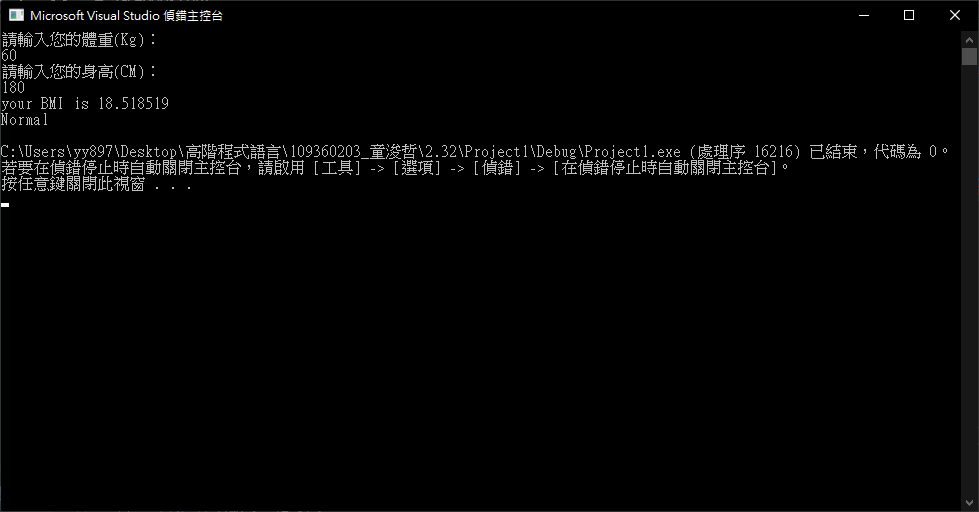 Microsoft Visual Studio 偵錯主控台
請輸入您的體重(Kg)：
60
請輸入您的身高(CM)：
180
your BMI is 18.518519
Normal
C:\Users\yy897\Desktop\高階程式語言\109360203_童浚哲\2.32\Project1\Debug\Project1.exe (處理序 16216) 已結束，代碼為 0。
若要在偵錯停止時自動關閉主控台，請啟用 [工具] -> [選項] -> [偵錯] -> [在偵錯停止時自動關閉主控台]。
按任意鍵關閉此視窗 . . .